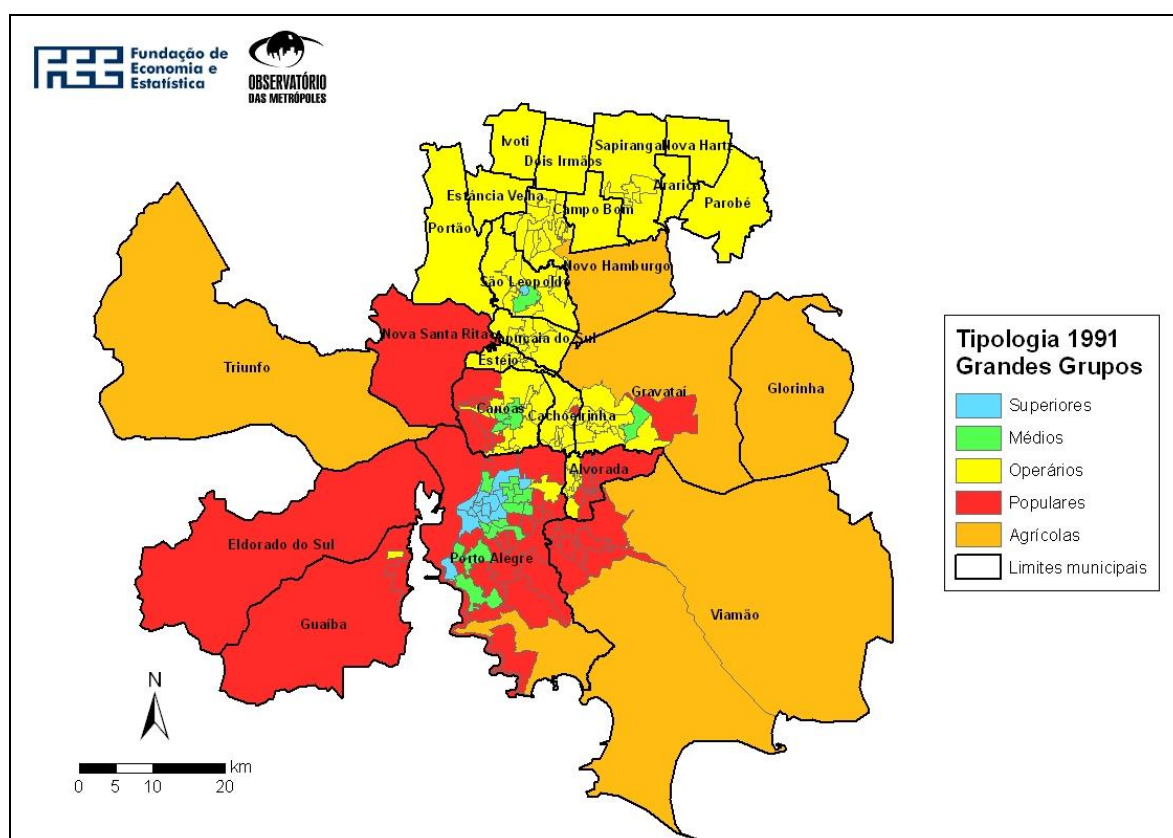 FEE
Fundação de
Economia e
Estatística
OBSERVATÓRIO
DAS METRÓPOLES
Ivoti
Dois Irmãos
Sapiranga
Nova Hartz
Estância Velha
Araricá
Campo Bom
Parobé
Portão
Novo Hamburgo
São Leopoldo
Nova Santa Rita
Sapucaia do Sul
Esteio
Triunfo
Gravataí
Glorinha
Canoas
Cachoeirinha
Alvorada
Eldorado do Sul
Porto Alegre
Guaíba
Viamão
Tipologia 1991
Grandes Grupos
Superiores
Médios
Operários
Populares
Agrícolas
Limites municipais
N
km
0 5 10 20